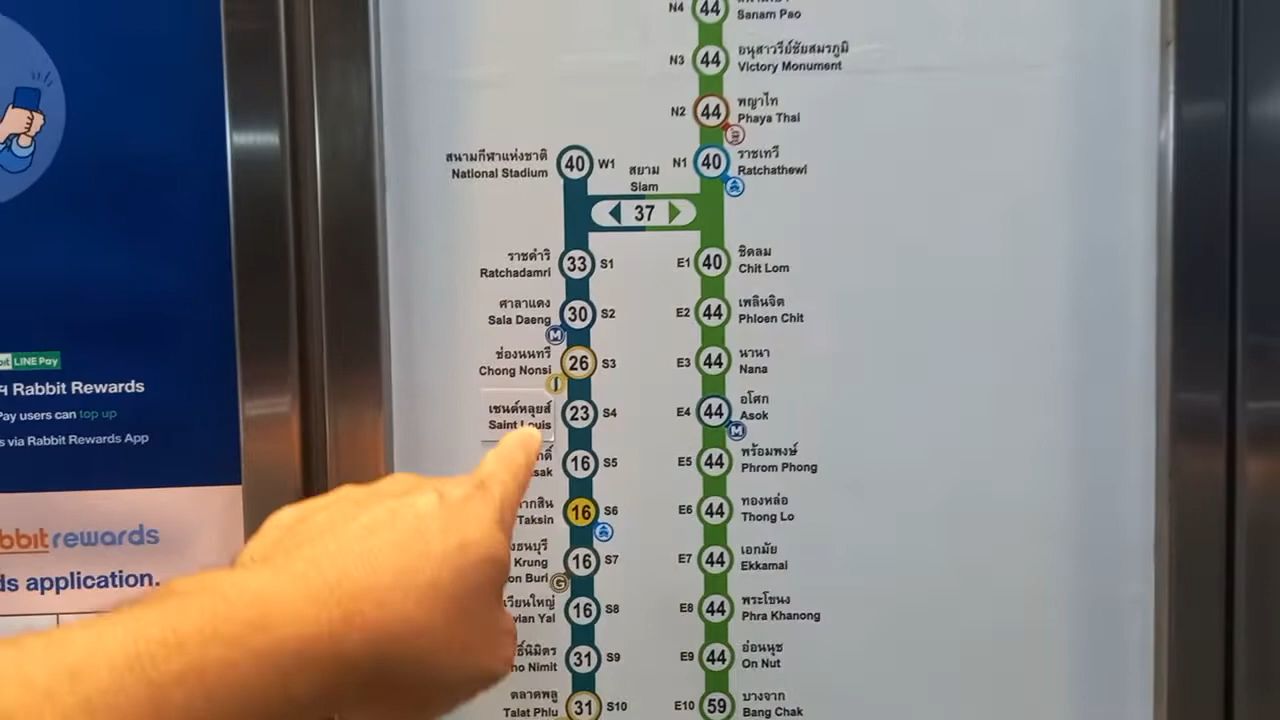 LINE Pay
Rabbit Rewards
Pay users can top up
s via Rabbit Rewards App
rewards
application.
N4 44
Sanam Pao
N3 44 อนุสาวรีย์ชัยสมรภูมิ
Victory Monument
N2 44 พญาไท
Phaya Thai
สนามกีฬาแห่งชาติ 40 W1
National Stadium
N1 40 ราชเทวี
Ratchathewi
สยาม
Siam
37
ราชดำริ 33 S1
Ratchadamri
E1 40 ชิดลม
Chit Lom
ศาลาแดง 30 S2
Sala Daeng
M
E2 44 เพลินจิต
Phloen Chit
ช่องนนทรี 26 S3
Chong Nonsi
E3 44 นานา
Nana
เซนต์หลุยส์ 23 S4
Saint Louis
E4 44 อโศก
Asok
M
16 S5
E5 44 พร้อมพงษ์
Phrom Phong
16 S6
Taksin
E6 44 ทองหล่อ
Thong Lo
16 S7
Krung
G
E7 44 เอกมัย
Ekkamai
16 S8
Yai
E8 44 พระโขนง
Phra Khanong
31 S9
Nimit
E9 44 อ่อนนุช
On Nut
ตลาดพลู 31 S10
Talat Phlu
E10 59 บางจาก
Bang Chak